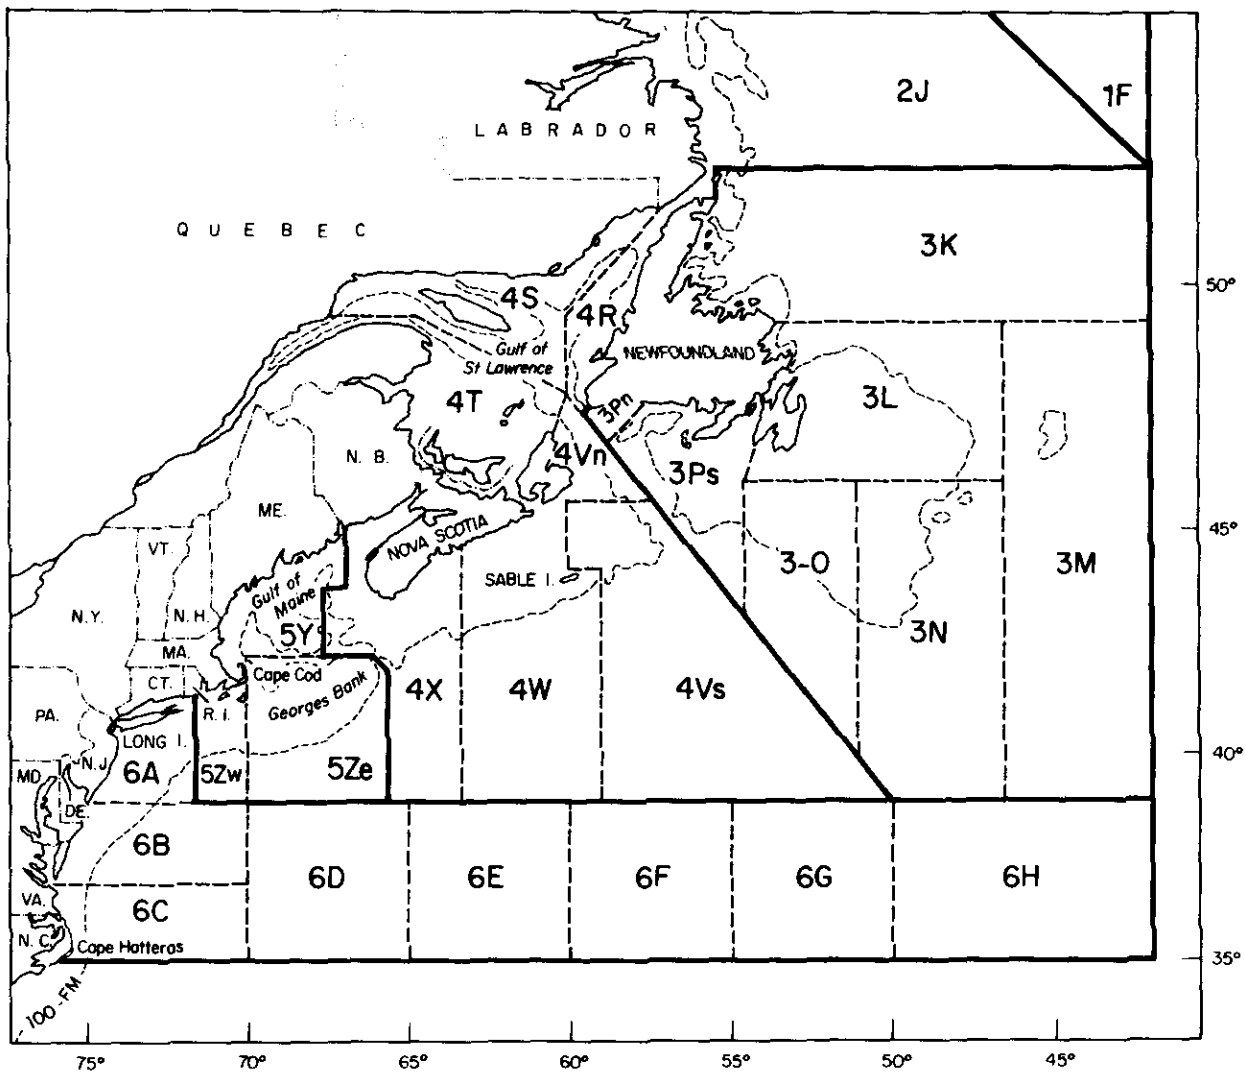 2J
1F
L A B R A D O R
Q U E B E C
3K
4S
50°
4R
Gulf of
St Lawrence
NEWFOUNDLAND
4T
3Pn
3L
N. B.
4Vn
3Ps
ME.
NOVA SCOTIA
45°
VT.
3-O
3M
SABLE I.
Gulf of
Maine
N.Y.
N.H.
5Y
3N
MA.
Cape Cod
CT.
Georges Bank
4X
4W
4Vs
PA.
R. I.
LONG I.
40°
N.J.
6A
5Zw
5Ze
MD.
DE.
6B
6D
6E
6F
6G
6H
VA.
6C
N. C.
Cape Hatteras
35°
100-FM
75°
70°
65°
60°
55°
50°
45°